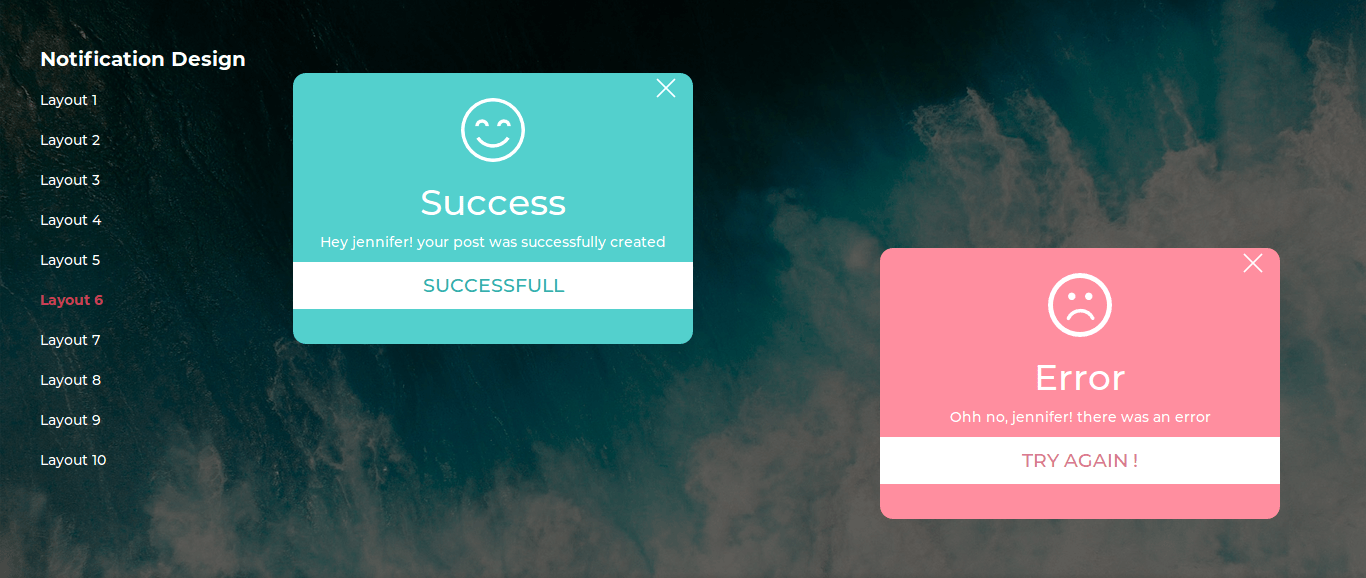 Notification Design
Layout 1
Layout 2
Layout 3
Layout 4
Layout 5
Layout 6
Layout 7
Layout 8
Layout 9
Layout 10
Success
Hey jennifer! your post was successfully created
SUCCESSFULL
Error
Ohh no, jennifer! there was an error
TRY AGAIN !